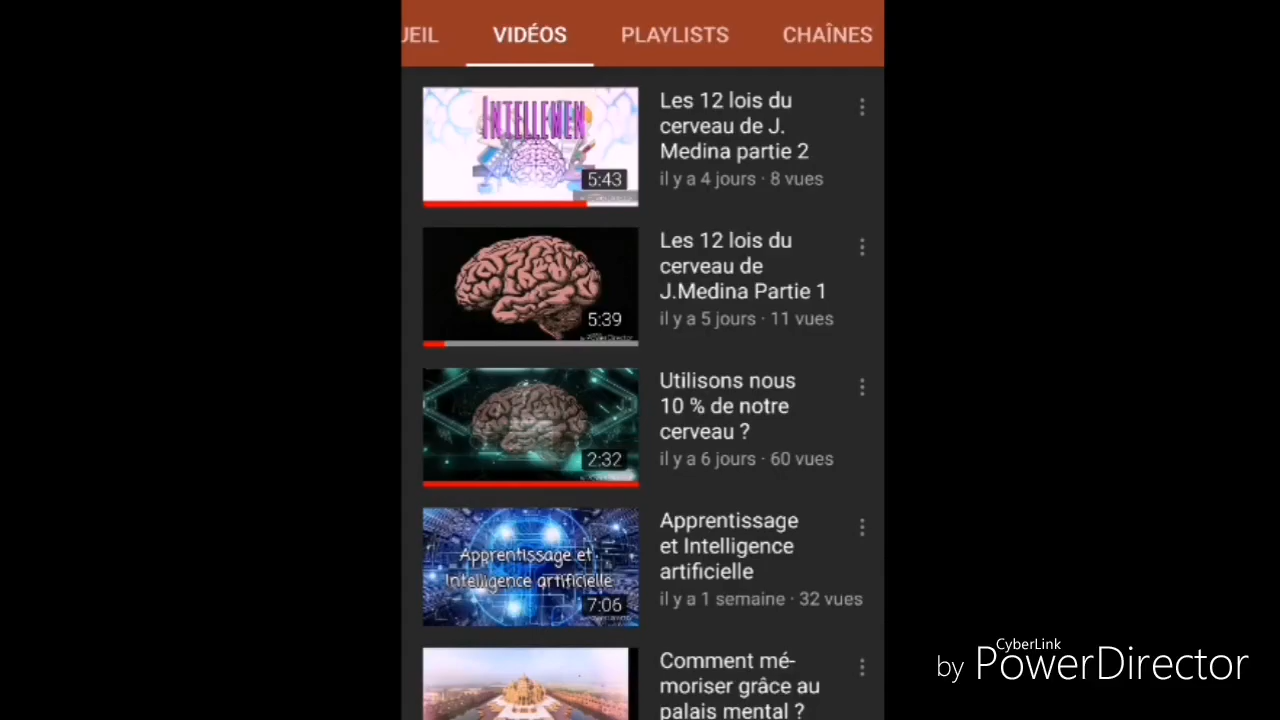 JEIL VIDÉOS PLAYLISTS CHAÎNES
INTELLEMEN
5:43
Les 12 lois du
cerveau de J.
Medina partie 2
il y a 4 jours · 8 vues
5:39
by PowerDirector
Les 12 lois du
cerveau de
J.Medina Partie 1
il y a 5 jours · 11 vues
2:32
Utilisons nous
10 % de notre
cerveau ?
il y a 6 jours · 60 vues
Apprentissage et
Intelligence artificielle
7:06
Apprentissage
et Intelligence
artificielle
il y a 1 semaine · 32 vues
Comment mé-
moriser grâce au
palais mental ?
CyberLink
by PowerDirector